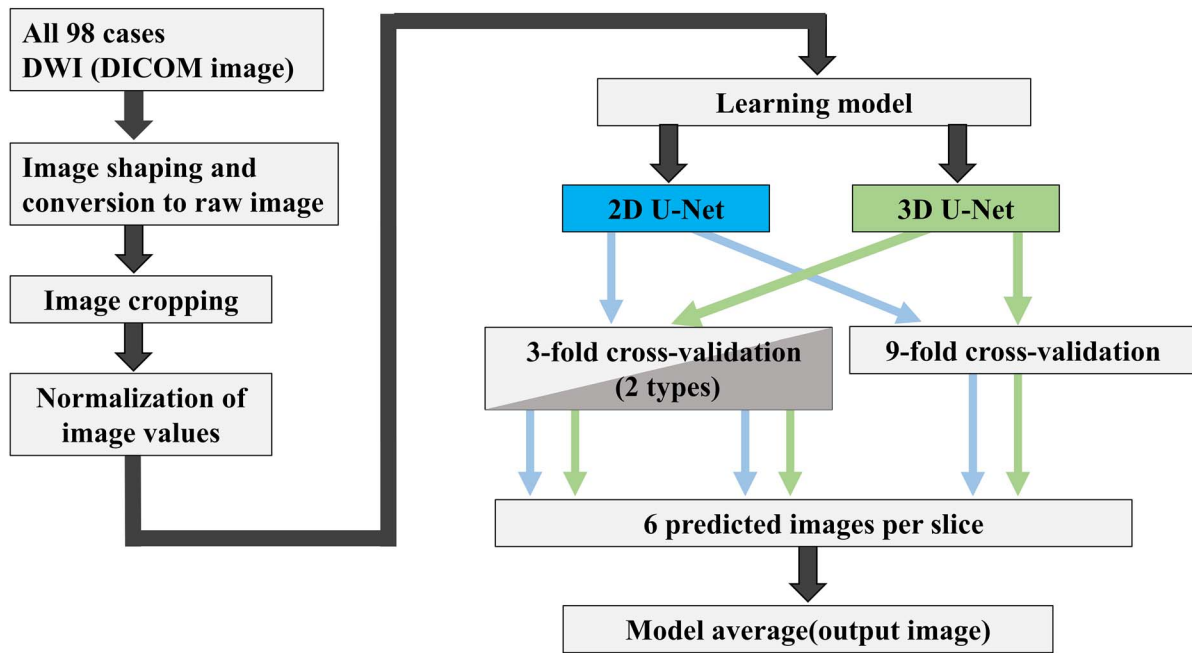 All 98 cases
DWI (DICOM image)
Image shaping and
conversion to raw image
Image cropping
Normalization of
image values
Learning model
2D U-Net
3D U-Net
3-fold cross-validation
(2 types)
9-fold cross-validation
6 predicted images per slice
Model average(output image)